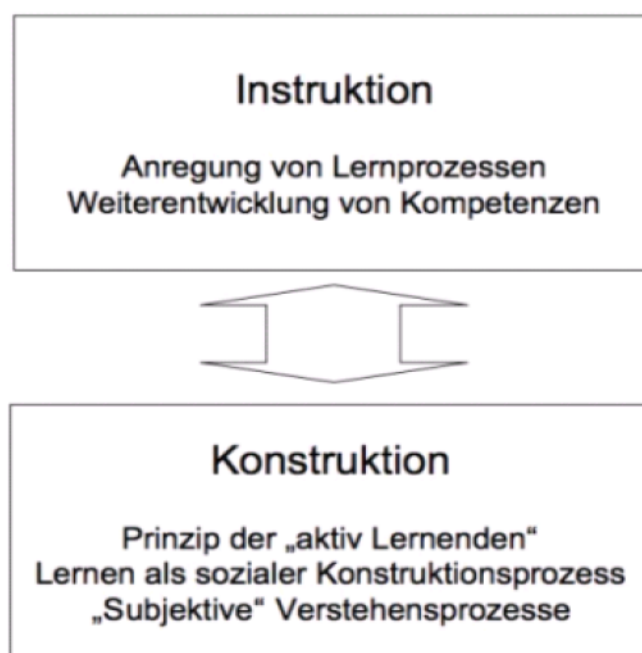 Instruktion
Anregung von Lernprozessen
Weiterentwicklung von Kompetenzen
Konstruktion
Prinzip der „aktiv Lernenden“
Lernen als sozialer Konstruktionsprozess
„Subjektive“ Verstehensprozesse